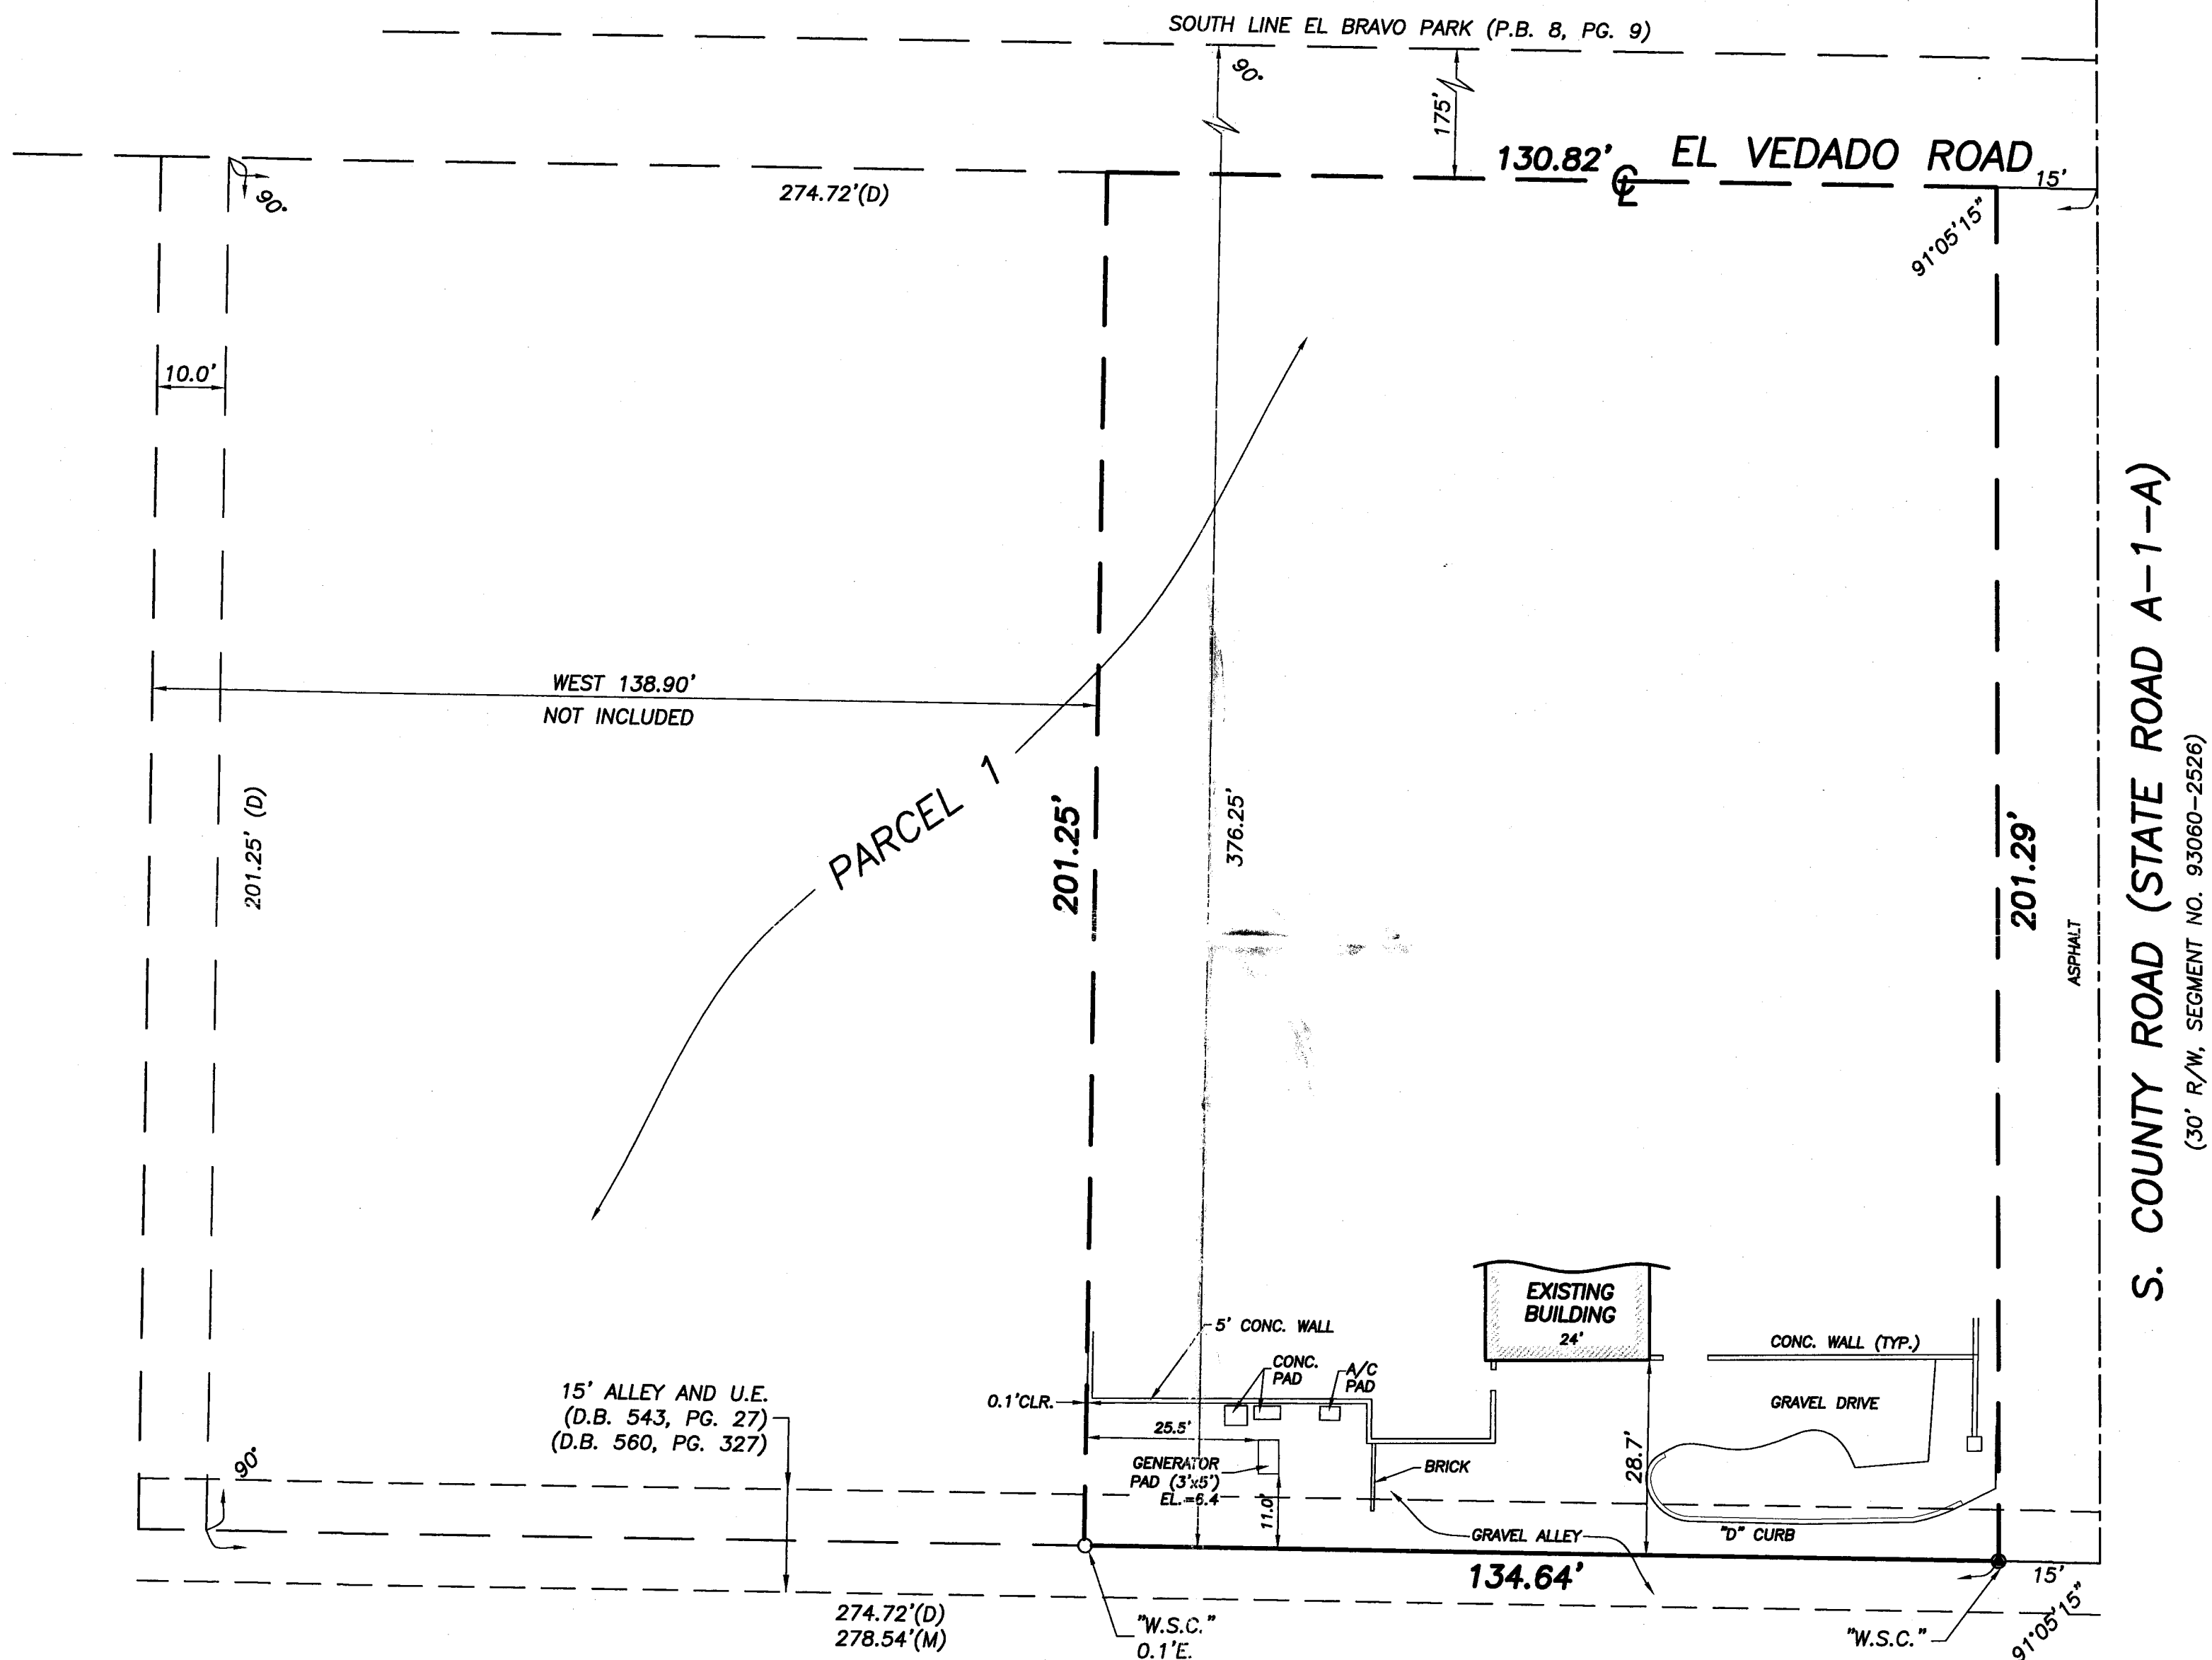 SOUTH LINE EL BRAVO PARK (P.B. 8, PG. 9)
90°
175'
130.82'
℄
EL VEDADO ROAD
15'
90°
274.72'(D)
91°05'15"
10.0'
WEST 138.90'
NOT INCLUDED
PARCEL 1
201.25' (D)
201.25'
376.25'
201.29'
ASPHALT
S. COUNTY ROAD (STATE ROAD A-1-A)
(30' R/W, SEGMENT NO. 93060-2526)
EXISTING
BUILDING
24'
5' CONC. WALL
CONC. WALL (TYP.)
CONC.
PAD
A/C
PAD
0.1'CLR.
GRAVEL DRIVE
15' ALLEY AND U.E.
(D.B. 543, PG. 27)
(D.B. 560, PG. 327)
25.5'
28.7'
90°
GENERATOR
PAD (3'x5')
EL.=6.4
BRICK
11.0'
GRAVEL ALLEY
"D" CURB
134.64'
15'
91°05'15"
274.72'(D)
278.54'(M)
"W.S.C."
0.1'E.
"W.S.C."